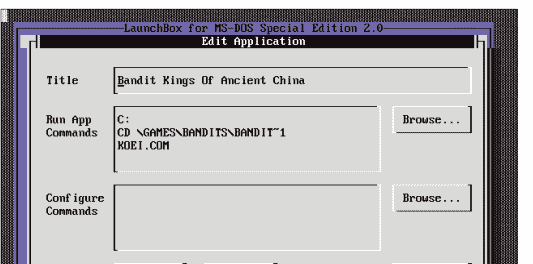 LaunchBox for MS-DOS Special Edition 2.0
Edit Application
Title
Bandit Kings Of Ancient China
Run App
Commands
C:
CD \GAMES\BANDITS\BANDIT~1
KOEI.COM
Browse...
Configure
Commands
Browse...